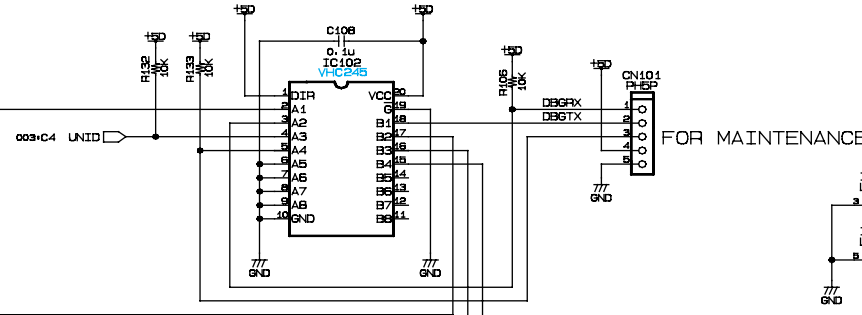 +5D
+5D
C108
0.1u
+5D
+5D
+5D
+5D
IC102
VHC245
R132
10K
R133
10K
R106
10K
CN101
PH5P
1 DIR VCC 20
2 A1 G 19
3 A2 B1 18
4 A3 B2 17
5 A4 B3 16
6 A5 B4 15
7 A6 B5 14
8 A7 B6 13
9 A8 B7 12
10 GND B8 11
DBGRX 1
DBGTX 2
3
4
5
003:C4 UNID
FOR MAINTENANCE
GND
GND
GND
3
5
GND